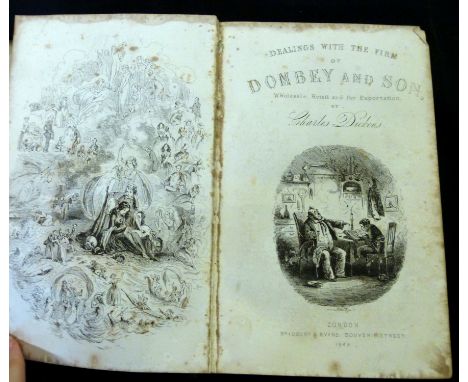 DEALINGS WITH THE FIRM
OF
DOMBEY AND SON,
Wholesale, Retail and for Exportation.
BY
Charles Dickens
LONDON
BRADBURY & EVANS, BOUVERIE STREET